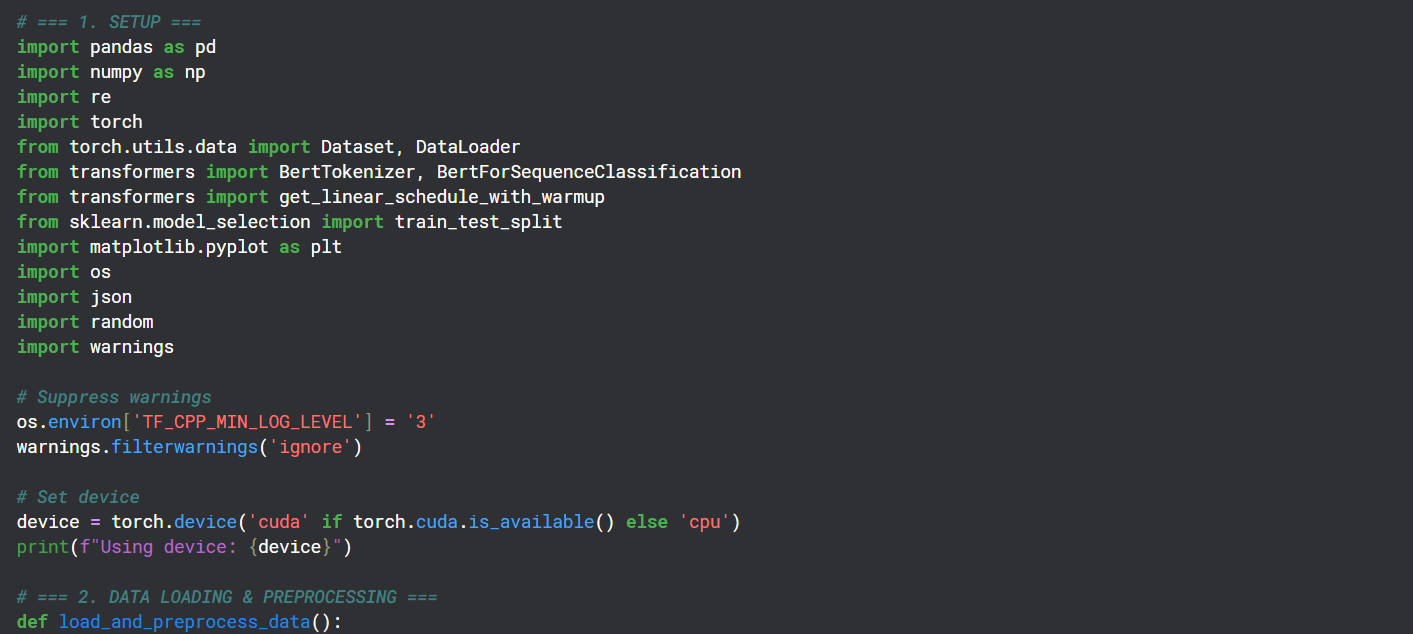 # === 1. SETUP ===
import pandas as pd
import numpy as np
import re
import torch
from torch.utils.data import Dataset, DataLoader
from transformers import BertTokenizer, BertForSequenceClassification
from transformers import get_linear_schedule_with_warmup
from sklearn.model_selection import train_test_split
import matplotlib.pyplot as plt
import os
import json
import random
import warnings
# Suppress warnings
os.environ['TF_CPP_MIN_LOG_LEVEL'] = '3'
warnings.filterwarnings('ignore')
# Set device
device = torch.device('cuda' if torch.cuda.is_available() else 'cpu')
print(f"Using device: {device}")
# === 2. DATA LOADING & PREPROCESSING ===
def load_and_preprocess_data():